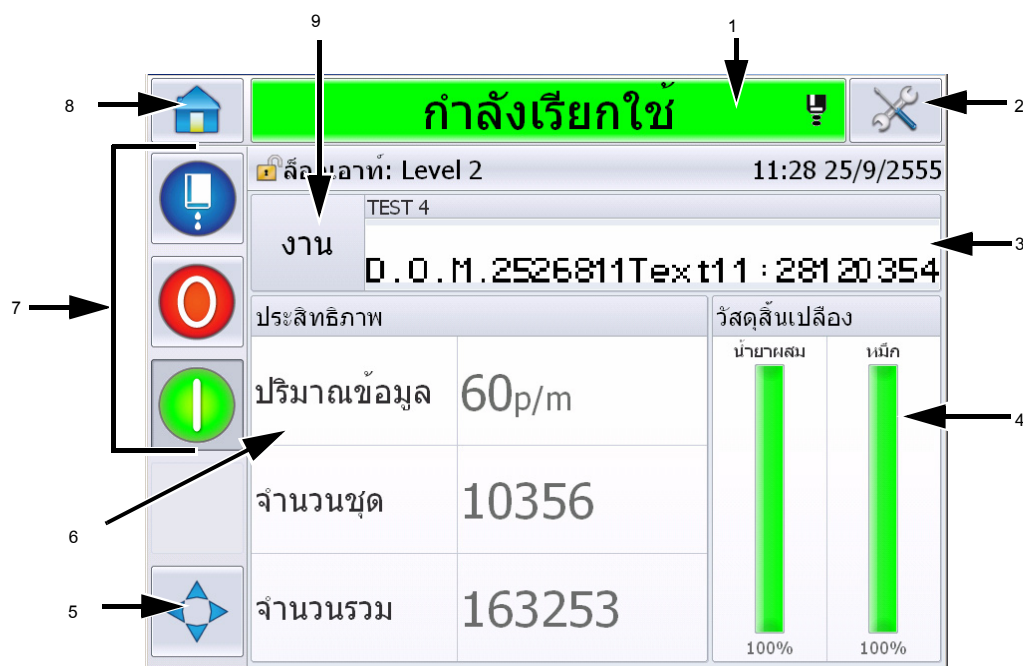 9
1
8
กำลังเรียกใช้
2
: Level 2
11:28 25/9/2555
TEST 4
งาน
3
D.O.M.2526811Text11:28120354
7
ประสิทธิภาพ
วัสดุสิ้นเปลือง
น้ำยาผสม
หมึก
ปริมาณข้อมูล
60p/m
4
จำนวนชุด
10356
6
จำนวนรวม
163253
5
100%
100%